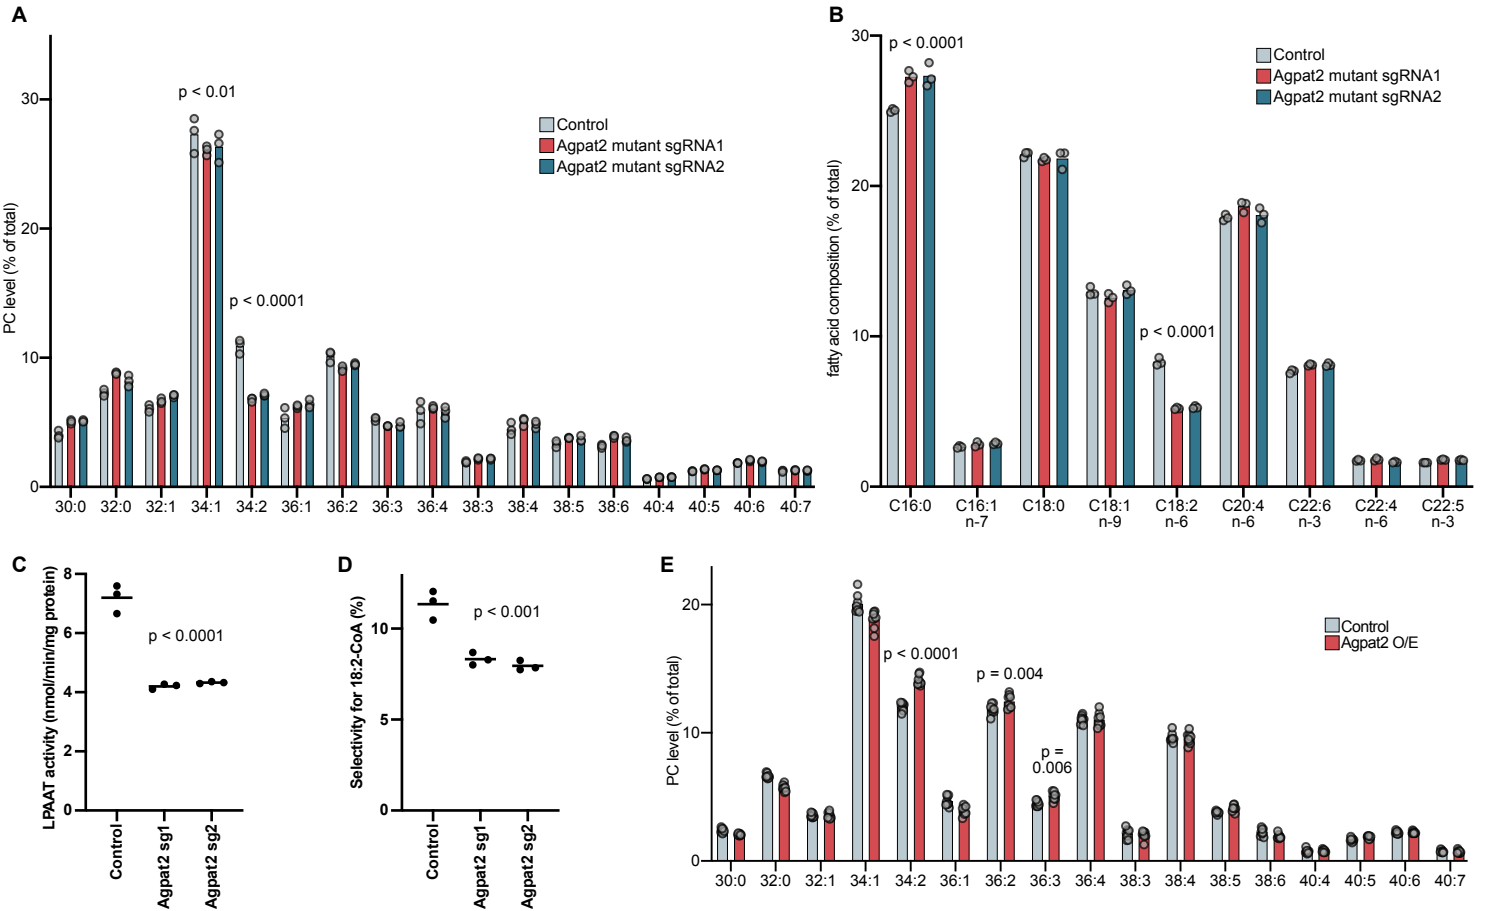 A
PC level (% of total)
30
20
10
0
p < 0.01
p < 0.0001
Control
Agpat2 mutant sgRNA1
Agpat2 mutant sgRNA2
30:0 32:0 32:1 34:1 34:2 36:1 36:2 36:3 36:4 38:3 38:4 38:5 38:6 40:4 40:5 40:6 40:7
B
fatty acid composition (% of total)
30
20
10
0
p < 0.0001
p < 0.0001
Control
Agpat2 mutant sgRNA1
Agpat2 mutant sgRNA2
C16:0 C16:1 C18:0 C18:1 C18:2 C20:4 C22:6 C22:4 C22:5
n-7 n-9 n-6 n-6 n-3 n-6 n-3
C
LPAAT activity (nmol/min/mg protein)
8
6
4
2
0
p < 0.0001
Control
Agpat2 sg1
Agpat2 sg2
D
Selectivity for 18:2-CoA (%)
10
5
0
p < 0.001
Control
Agpat2 sg1
Agpat2 sg2
E
PC level (% of total)
20
10
0
p < 0.0001
p = 0.004
p =
0.006
Control
Agpat2 O/E
30:0 32:0 32:1 34:1 34:2 36:1 36:2 36:3 36:4 38:3 38:4 38:5 38:6 40:4 40:5 40:6 40:7